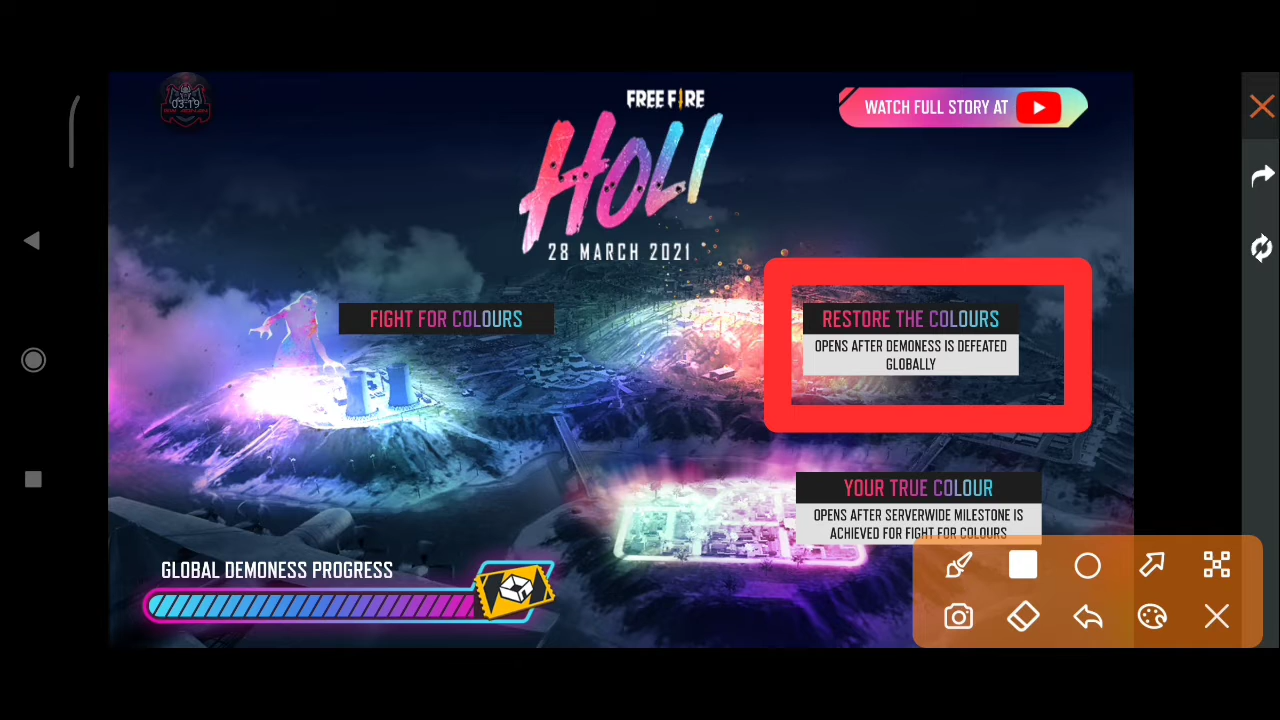 03:19
FREE FIRE
HOLI
28 MARCH 2021
WATCH FULL STORY AT
FIGHT FOR COLOURS
RESTORE THE COLOURS
OPENS AFTER DEMONESS IS DEFEATED
GLOBALLY
YOUR TRUE COLOUR
OPENS AFTER SERVERWIDE MILESTONE IS
ACHIEVED FOR FIGHT FOR COLOURS
GLOBAL DEMONESS PROGRESS